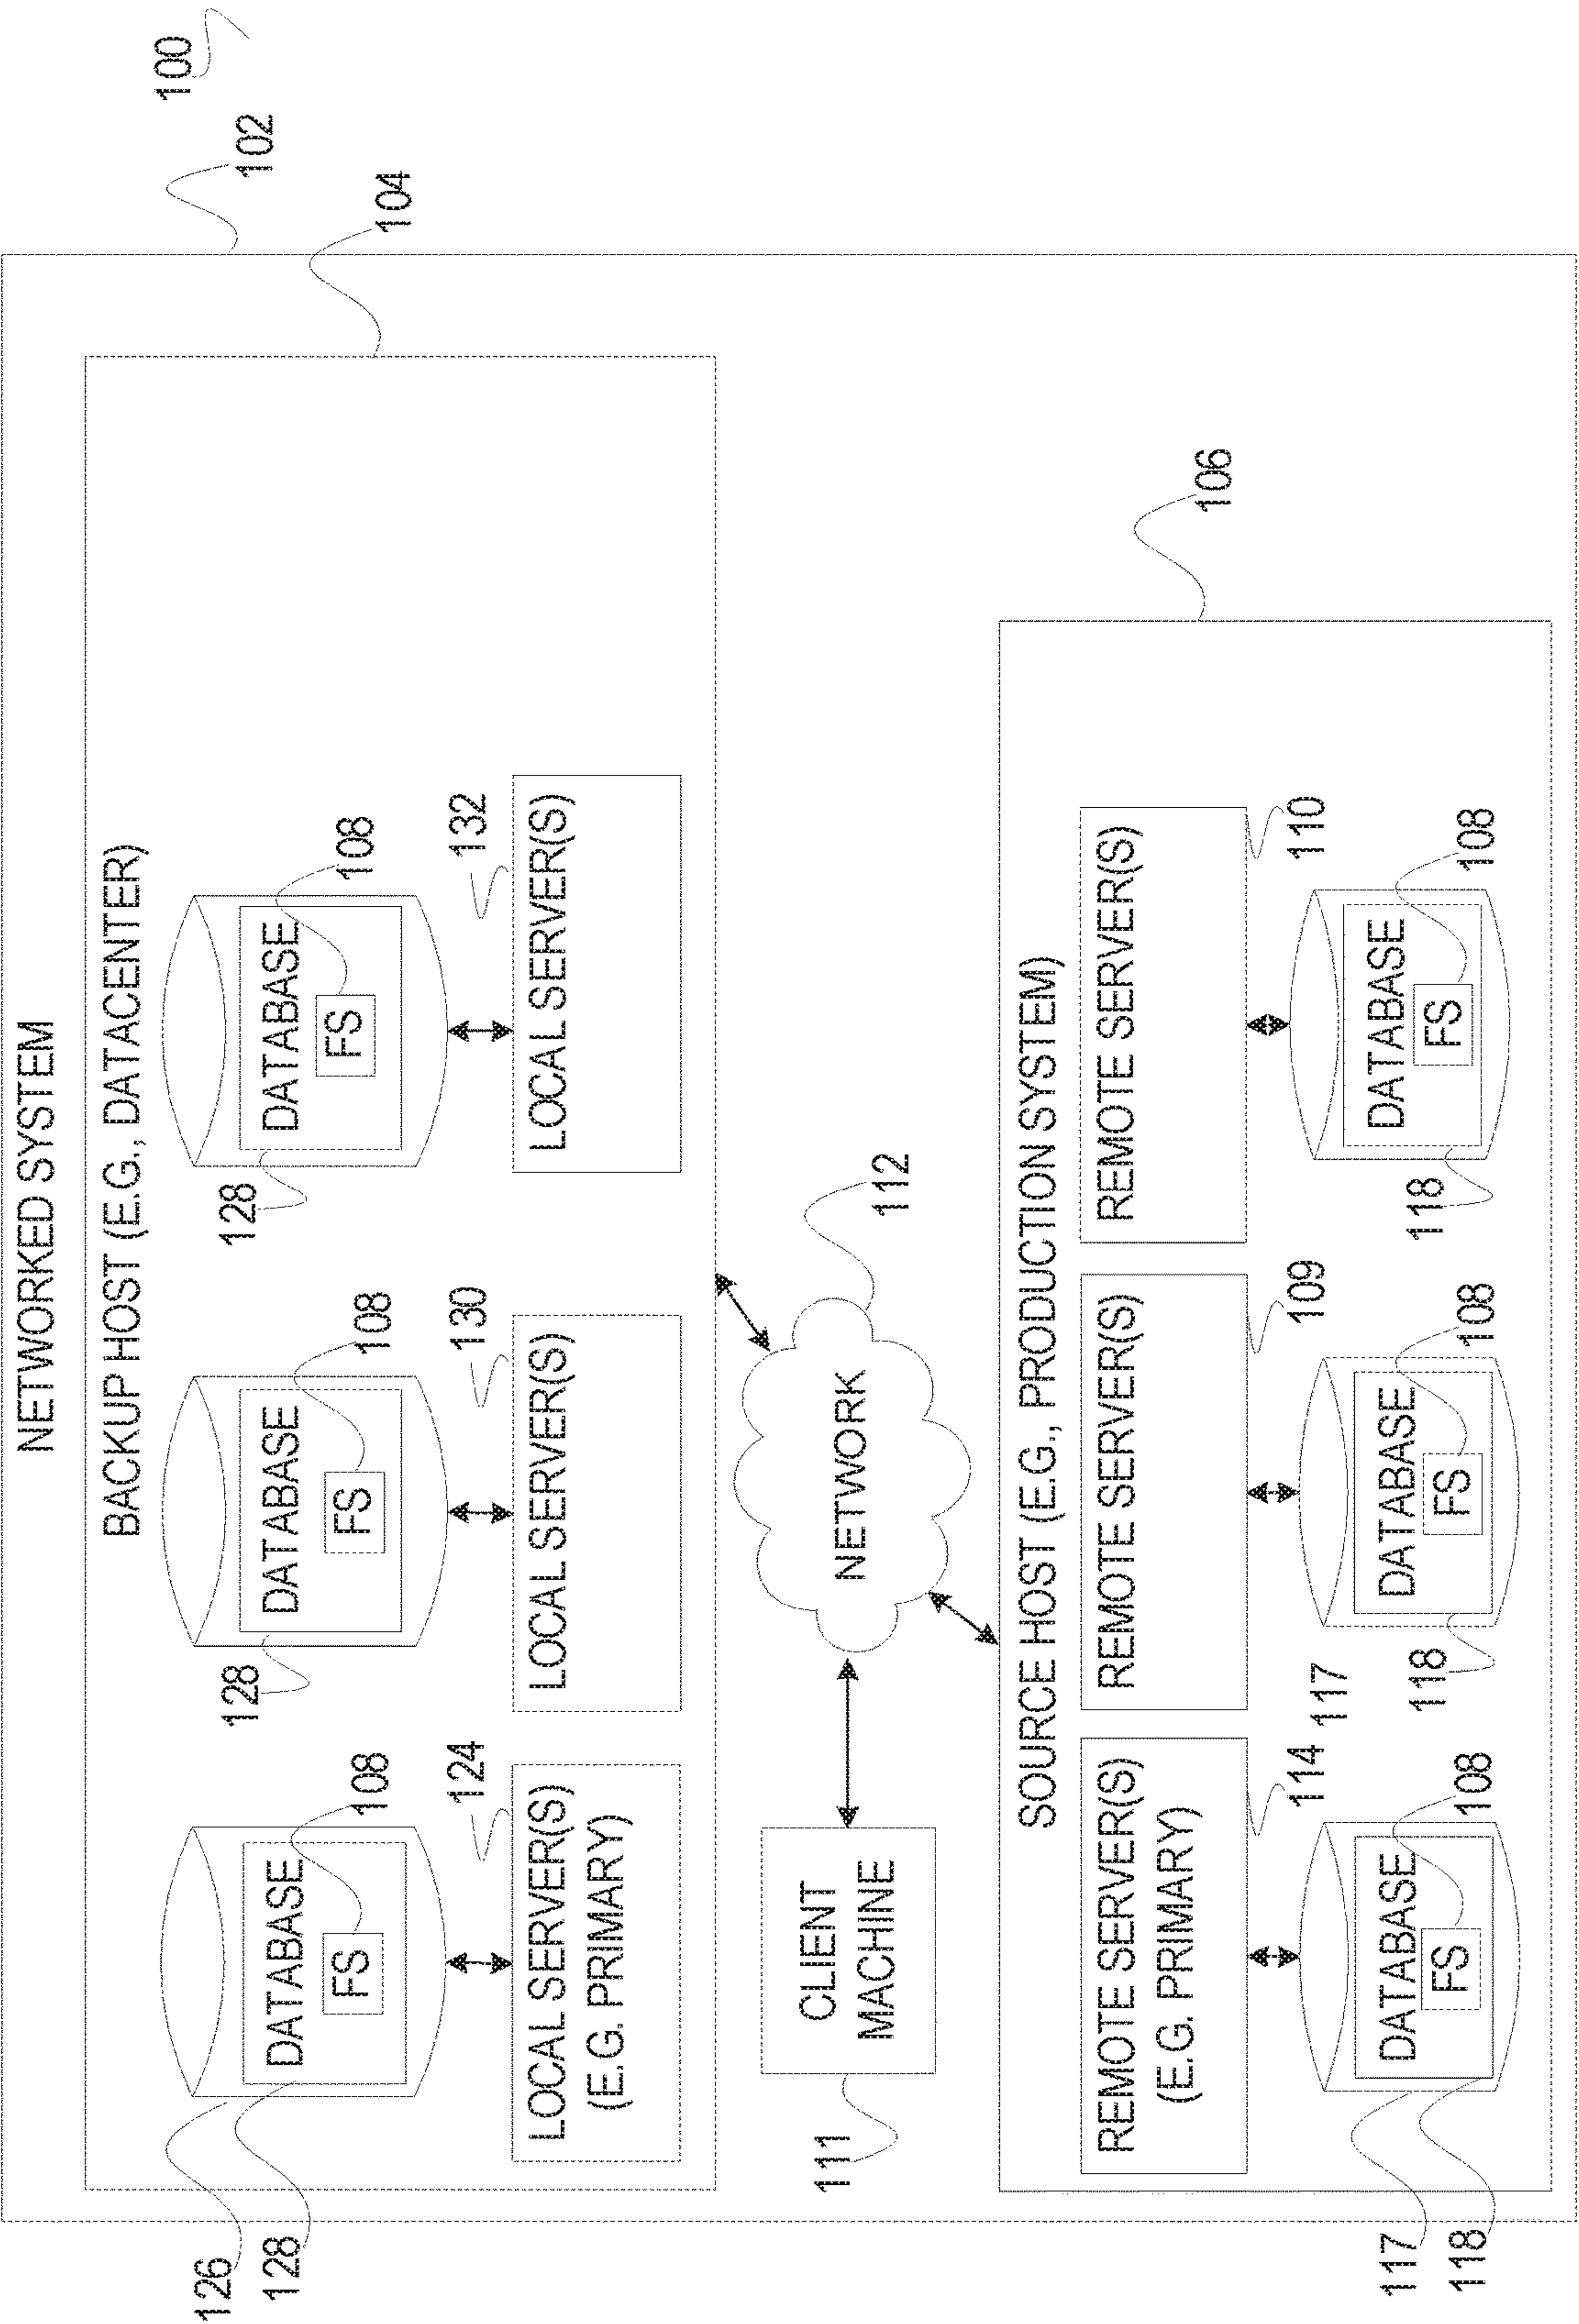 100
102
NETWORKED SYSTEM
104
BACKUP HOST (E.G., DATACENTER)
126
128
DATABASE
FS
108
128
DATABASE
FS
108
128
DATABASE
FS
108
124
LOCAL SERVER(S)
(E.G. PRIMARY)
130
LOCAL SERVER(S)
132
LOCAL SERVER(S)
111
CLIENT
MACHINE
NETWORK
112
106
SOURCE HOST (E.G., PRODUCTION SYSTEM)
REMOTE SERVER(S)
(E.G. PRIMARY)
114
REMOTE SERVER(S)
109
REMOTE SERVER(S)
110
117
117
118
DATABASE
FS
108
118
DATABASE
FS
108
118
DATABASE
FS
108